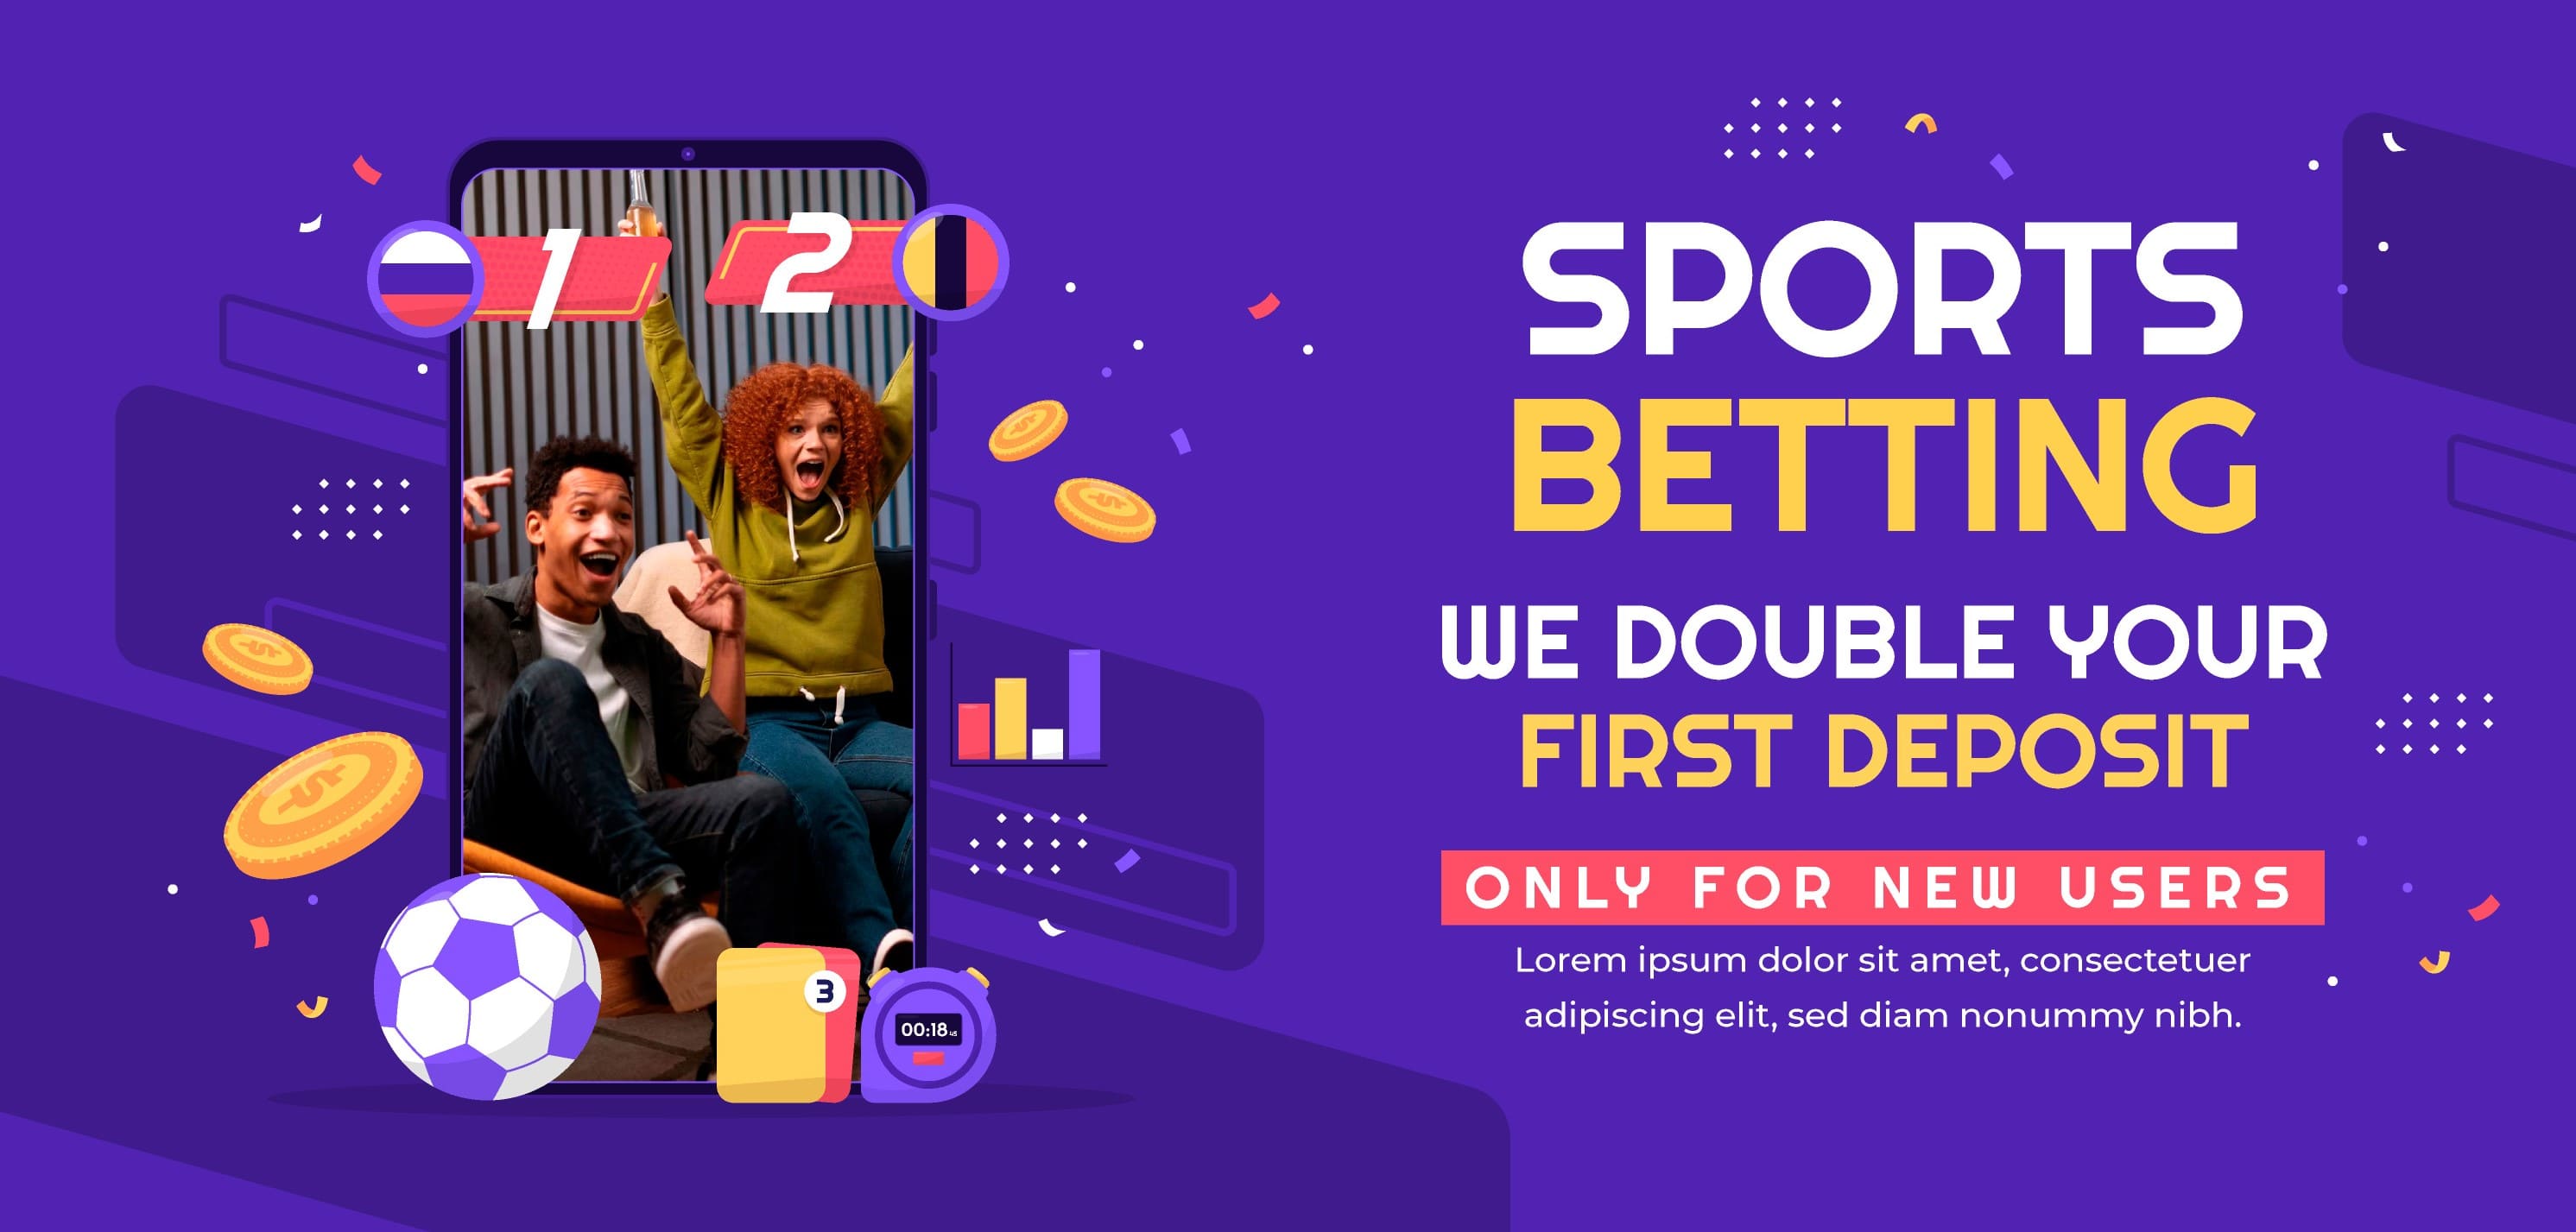 1
2
SPORTS
BETTING
WE DOUBLE YOUR
FIRST DEPOSIT
ONLY FOR NEW USERS
Lorem ipsum dolor sit amet, consectetuer
adipiscing elit, sed diam nonummy nibh.
$
$
3
00:18